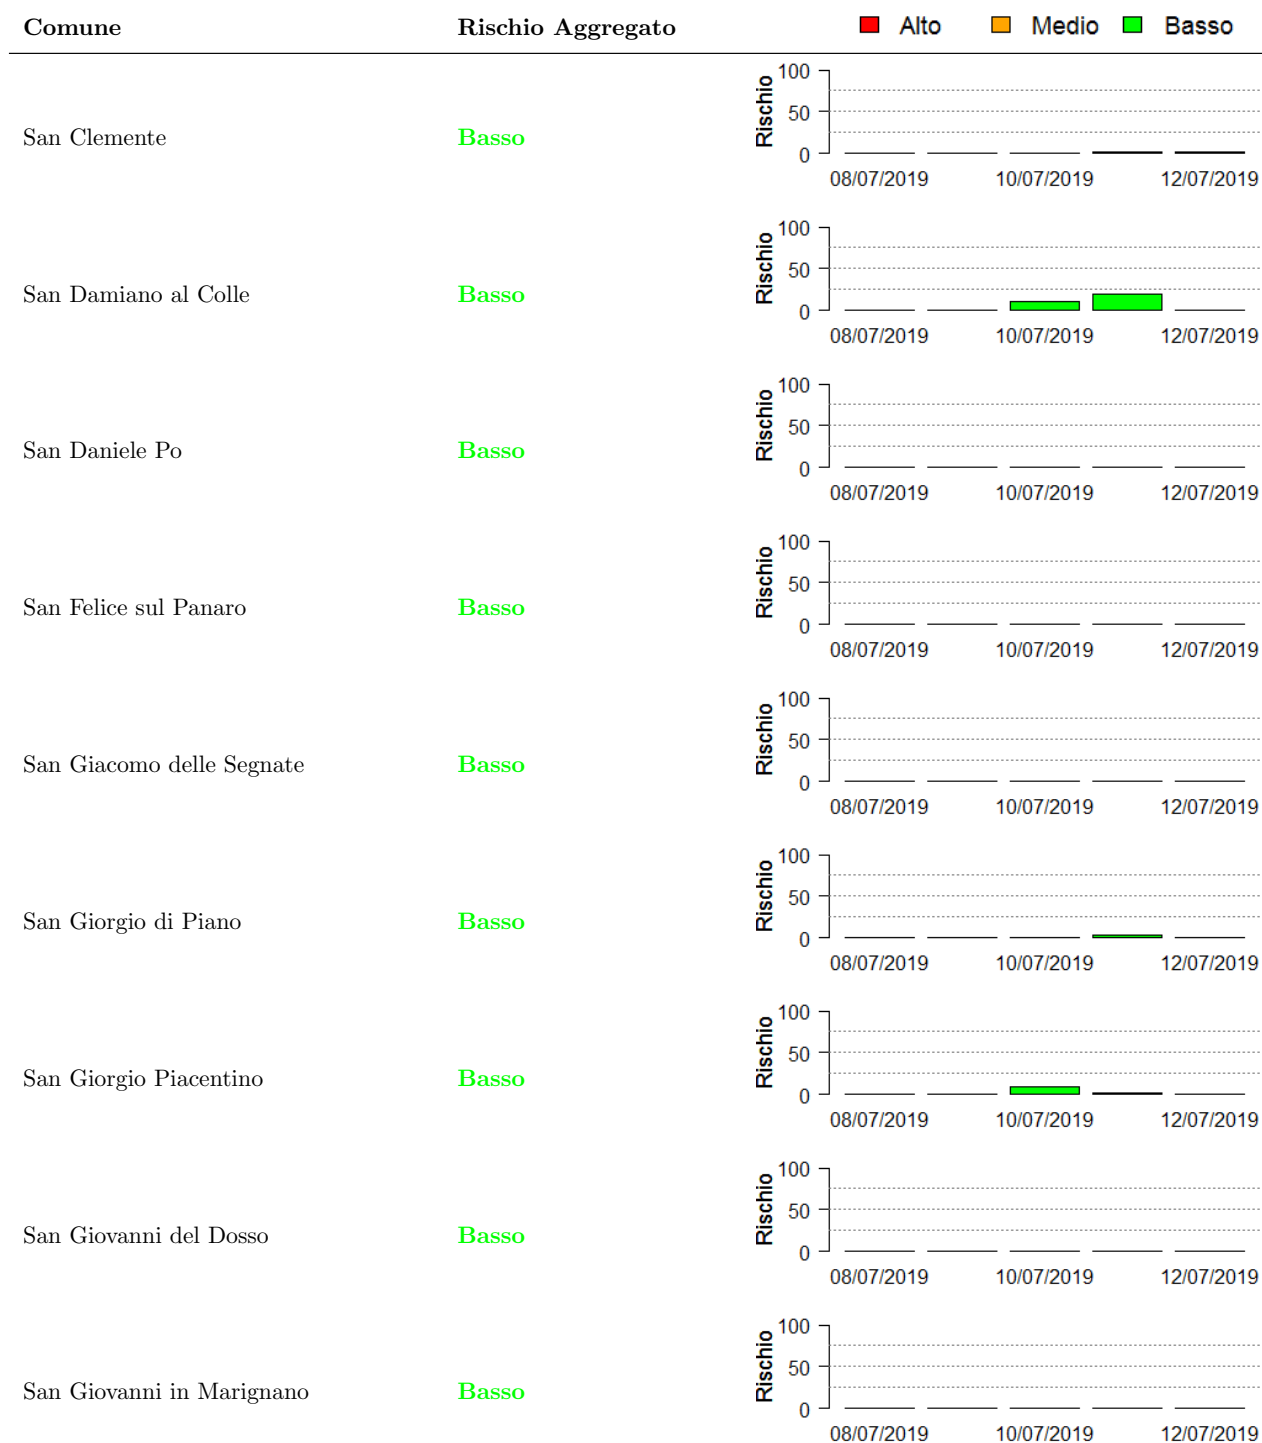 Comune Rischio Aggregato Alto Medio Basso
100
50
0
Rischio
San Clemente Basso
08/07/2019 10/07/2019 12/07/2019
100
50
0
Rischio
San Damiano al Colle Basso
08/07/2019 10/07/2019 12/07/2019
100
50
0
Rischio
San Daniele Po Basso
08/07/2019 10/07/2019 12/07/2019
100
50
0
Rischio
San Felice sul Panaro Basso
08/07/2019 10/07/2019 12/07/2019
100
50
0
Rischio
San Giacomo delle Segnate Basso
08/07/2019 10/07/2019 12/07/2019
100
50
0
Rischio
San Giorgio di Piano Basso
08/07/2019 10/07/2019 12/07/2019
100
50
0
Rischio
San Giorgio Piacentino Basso
08/07/2019 10/07/2019 12/07/2019
100
50
0
Rischio
San Giovanni del Dosso Basso
08/07/2019 10/07/2019 12/07/2019
100
50
0
Rischio
San Giovanni in Marignano Basso
08/07/2019 10/07/2019 12/07/2019